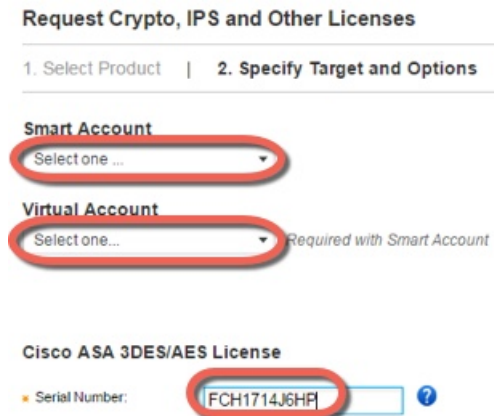 Request Crypto, IPS and Other Licenses
1. Select Product | 2. Specify Target and Options
Smart Account
Select one ...
Virtual Account
Select one... Required with Smart Account
Cisco ASA 3DES/AES License
* Serial Number: FCH1714J6HP ?